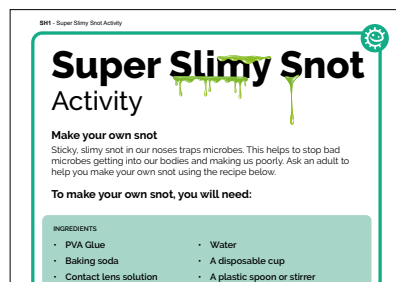 SH1 - Super Slimy Snot Activity
Super Slimy Snot
Activity
Make your own snot
Sticky, slimy snot in our noses traps microbes. This helps to stop bad
microbes getting into our bodies and making us poorly. Ask an adult to
help you make your own snot using the recipe below.
To make your own snot, you will need:
INGREDIENTS
• PVA Glue
• Baking soda
• Contact lens solution
• Water
• A disposable cup
• A plastic spoon or stirrer